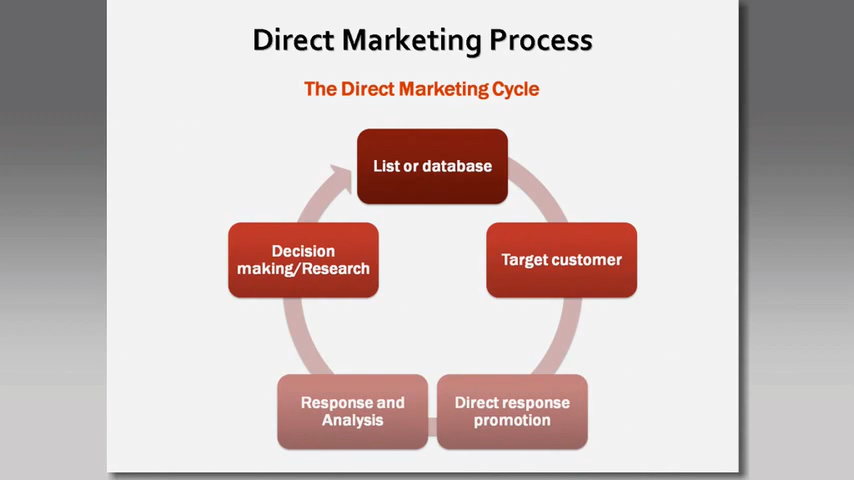 Direct Marketing Process
The Direct Marketing Cycle
List or database
Target customer
Direct response
promotion
Response and
Analysis
Decision
making/Research